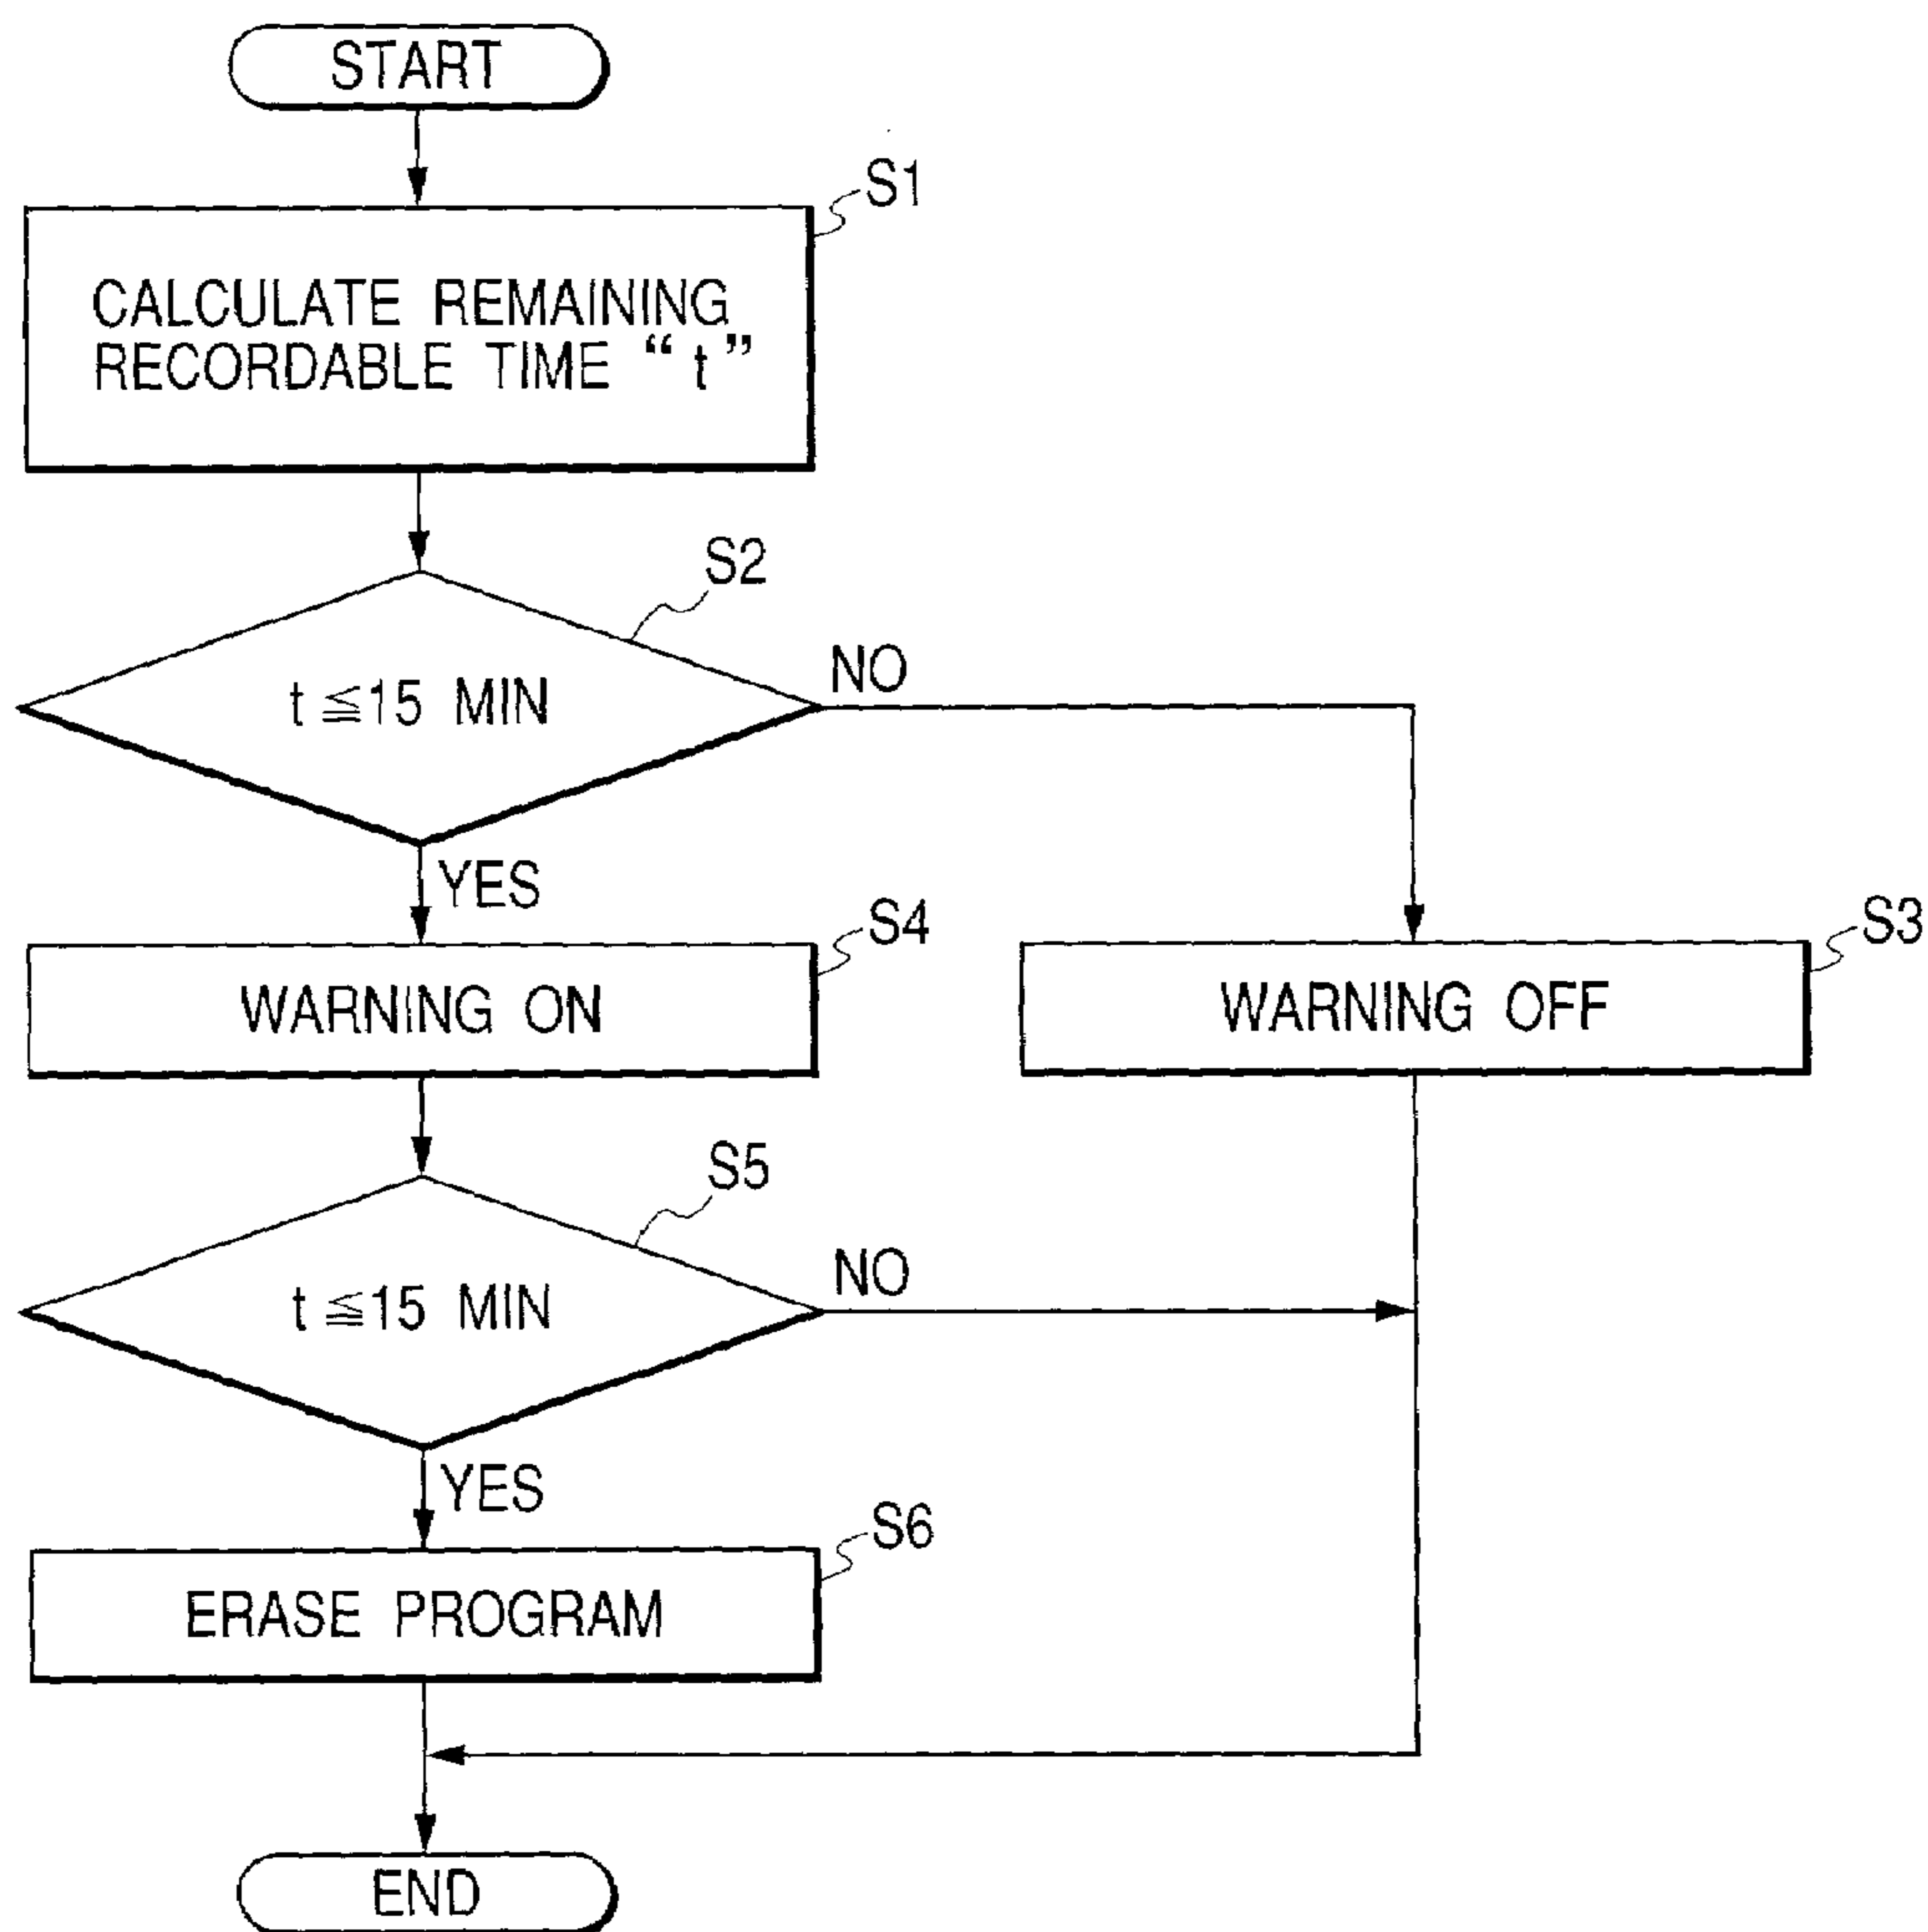 START
S1
CALCULATE REMAINING
RECORDABLE TIME “ t ”
S2
t ≦15 MIN
NO
YES
S4
WARNING ON
S3
WARNING OFF
S5
t ≦15 MIN
NO
YES
S6
ERASE PROGRAM
END